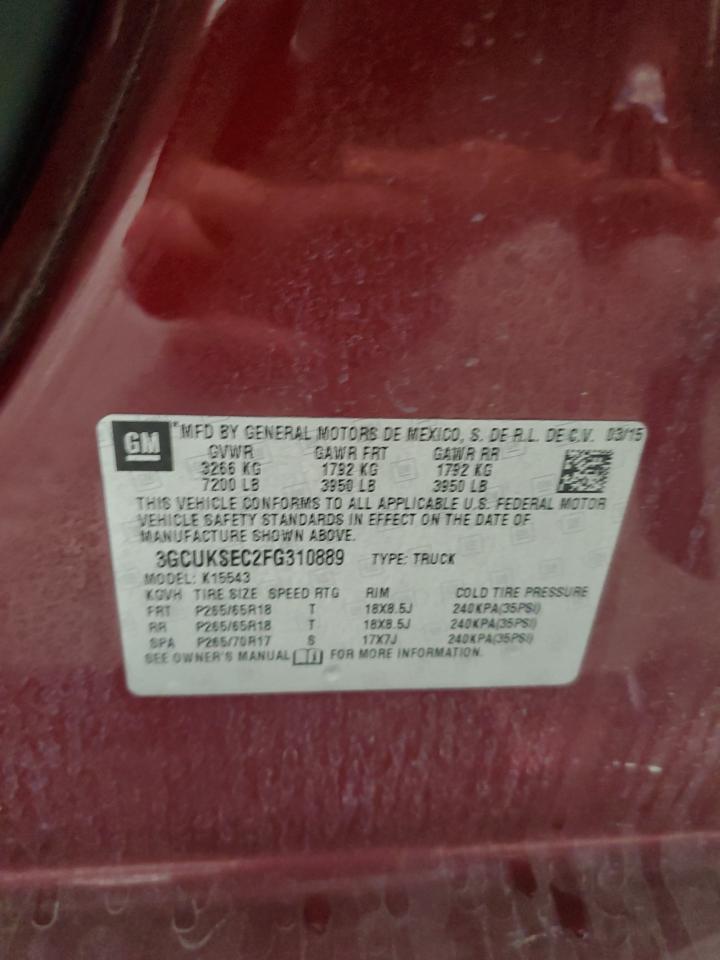 GM
*MFD BY GENERAL MOTORS DE MEXICO, S. DE R.L. DE C.V. 03/15
GVWR GAWR FRT GAWR RR
3266 KG 1792 KG 1792 KG
7200 LB 3950 LB 3950 LB
THIS VEHICLE CONFORMS TO ALL APPLICABLE U.S. FEDERAL MOTOR
VEHICLE SAFETY STANDARDS IN EFFECT ON THE DATE OF
MANUFACTURE SHOWN ABOVE.
3GCUKSEC2FG310889 TYPE: TRUCK
MODEL: K15543
KGVH TIRE SIZE SPEED RTG RIM COLD TIRE PRESSURE
FRT P265/65R18 T 18X8.5J 240KPA(35PSI)
RR P265/65R18 T 18X8.5J 240KPA(35PSI)
SPA P265/70R17 S 17X7J 240KPA(35PSI)
SEE OWNER'S MANUAL FOR MORE INFORMATION.